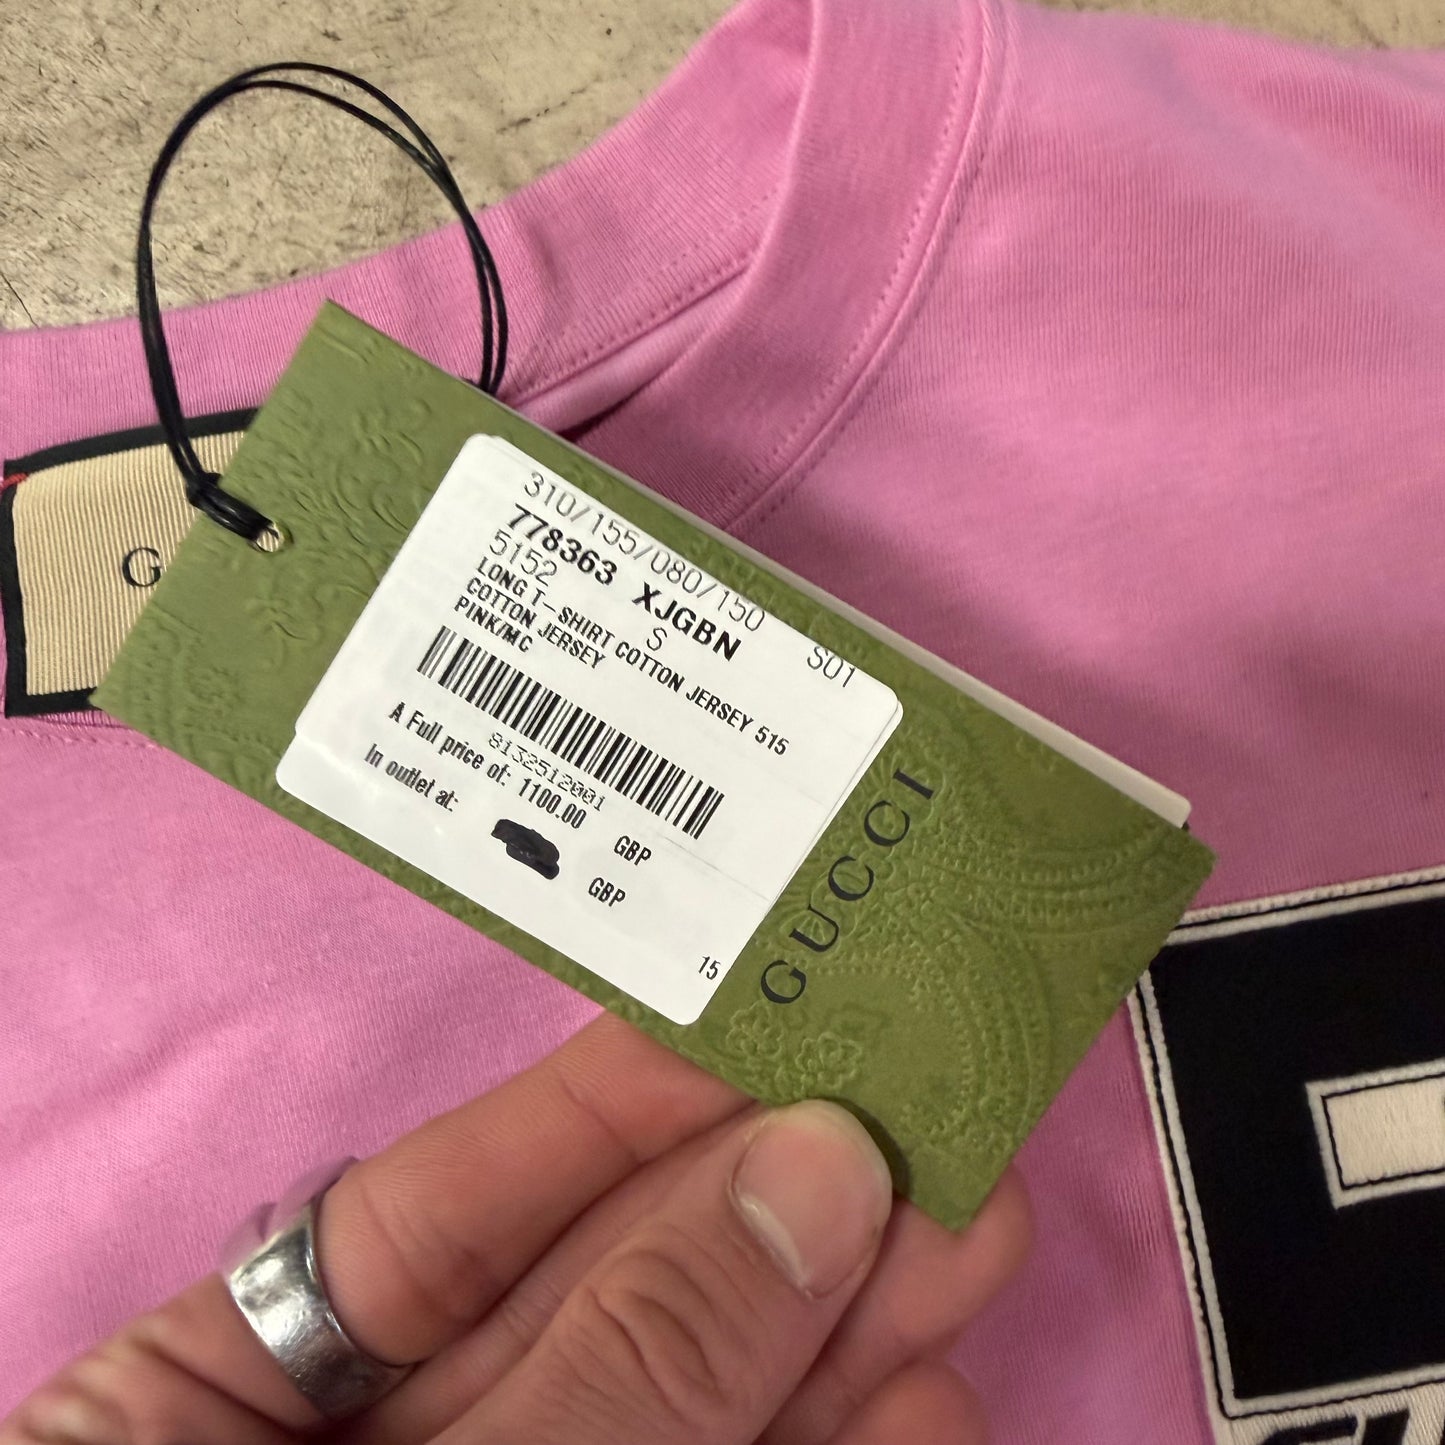 310/155/080/150 S01
778363 XJGBN
5152 S
LONG T-SHIRT COTTON JERSEY 515
COTTON JERSEY
PINK/MC
8132512001
A Full price of: 1100.00 GBP
In outlet at: GBP
15
GUCCI
G